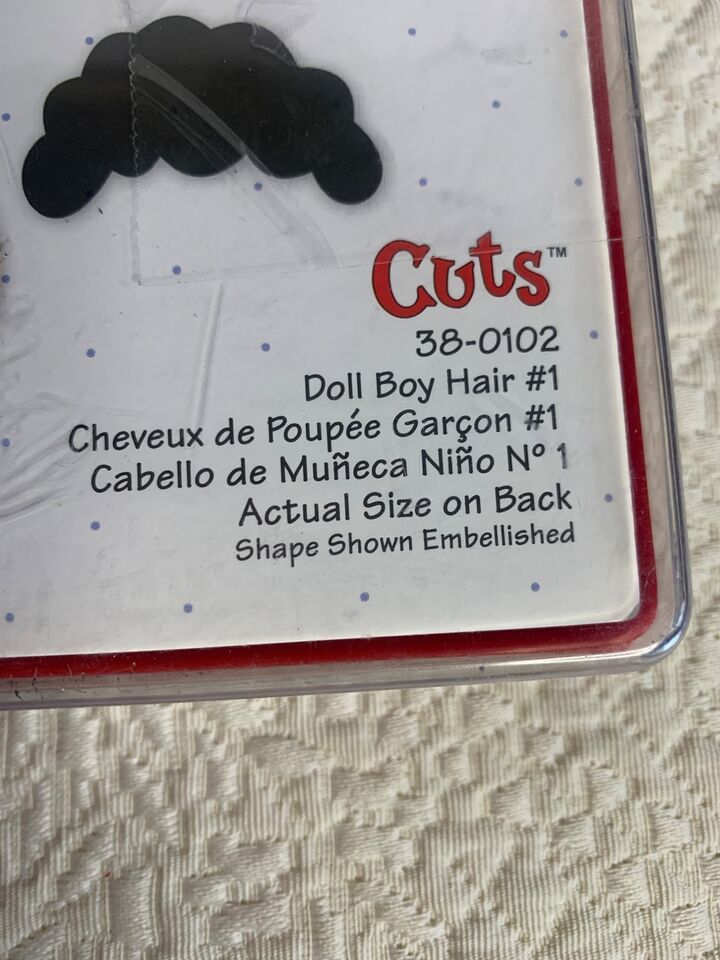 Cuts™
38-0102
Doll Boy Hair #1
Cheveux de Poupée Garçon #1
Cabello de Muñeca Niño Nº 1
Actual Size on Back
Shape Shown Embellished